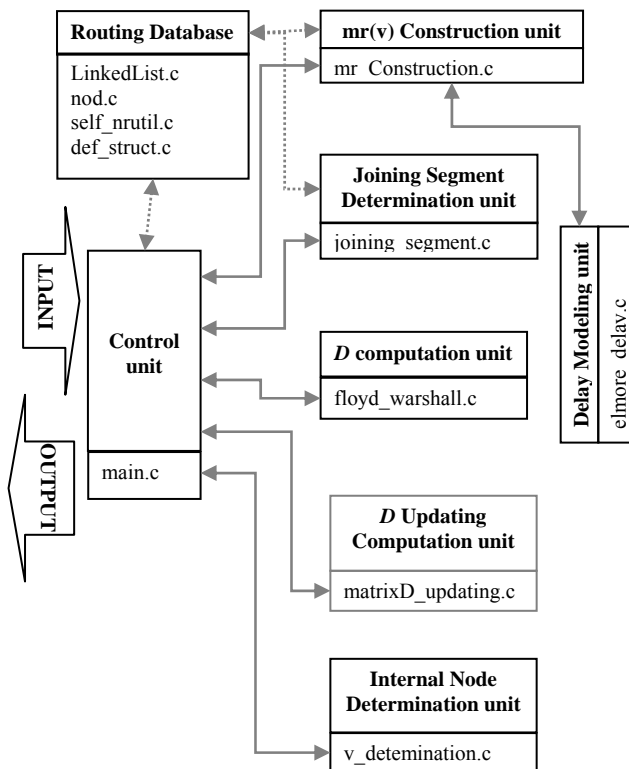 Routing Database
LinkedList.c
nod.c
self_nrutil.c
def_struct.c
mr(v) Construction unit
mr_Construction.c
Joining Segment
Determination unit
joining_segment.c
INPUT
Control
unit
main.c
OUTPUT
D computation unit
floyd_warshall.c
Delay Modeling unit
elmore_delay.c
D Updating
Computation unit
matrixD_updating.c
Internal Node
Determination unit
v_detemination.c